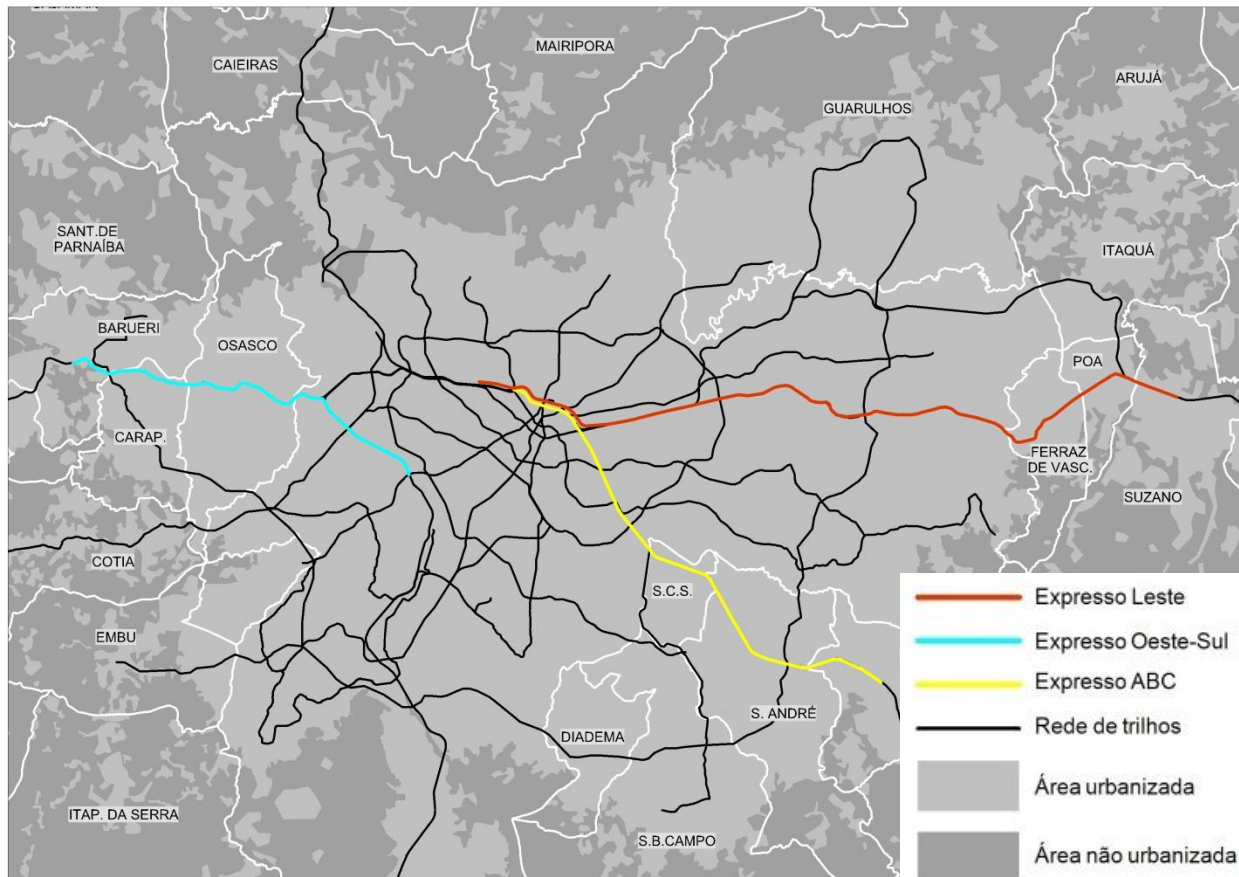 CAIEIRAS
MAIRIPORA
ARUJÁ
GUARULHOS
SANT.DE
PARNAÍBA
ITAQUÁ
BARUERI
OSASCO
POA
CARAP.
FERRAZ
DE VASC.
SUZANO
COTIA
S.C.S.
EMBU
S. ANDRÉ
DIADEMA
ITAP. DA SERRA
S.B.CAMPO
Expresso Leste
Expresso Oeste-Sul
Expresso ABC
Rede de trilhos
Área urbanizada
Área não urbanizada